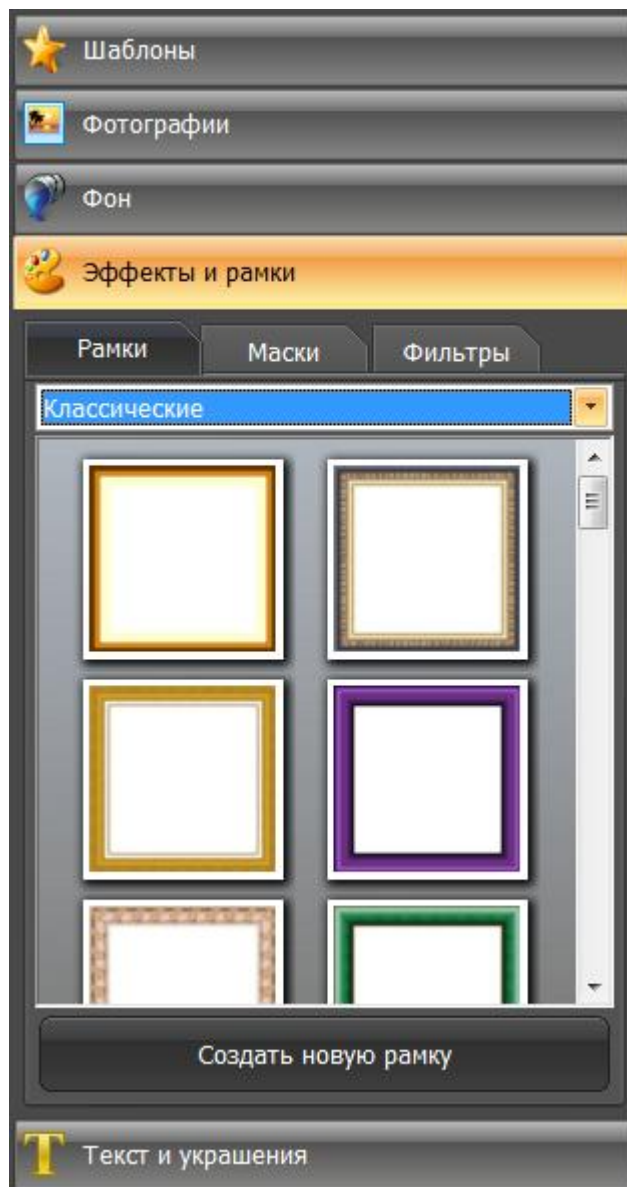 Шаблоны
Фотографии
Фон
Эффекты и рамки
Рамки Маски Фильтры
Классические
Создать новую рамку
Текст и украшения